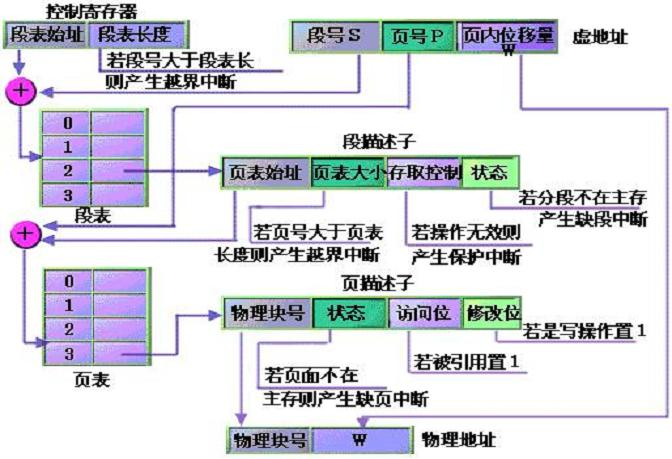 控制寄存器
段表始址 段表长度
若段号大于段表长
则产生越界中断
段号S 页号P 页内位移量W 虚地址
+
0
1
2
3
段表
段描述子
页表始址 页表大小 存取控制 状态
若分段不在主存
产生缺段中断
若页号大于页表
长度则产生越界中断
若操作无效则
产生保护中断
+
0
1
2
3
页表
页描述子
物理块号 状态 访问位 修改位
若是写操作置1
若被引用置1
若页面不在
主存则产生缺页中断
物理块号 W 物理地址